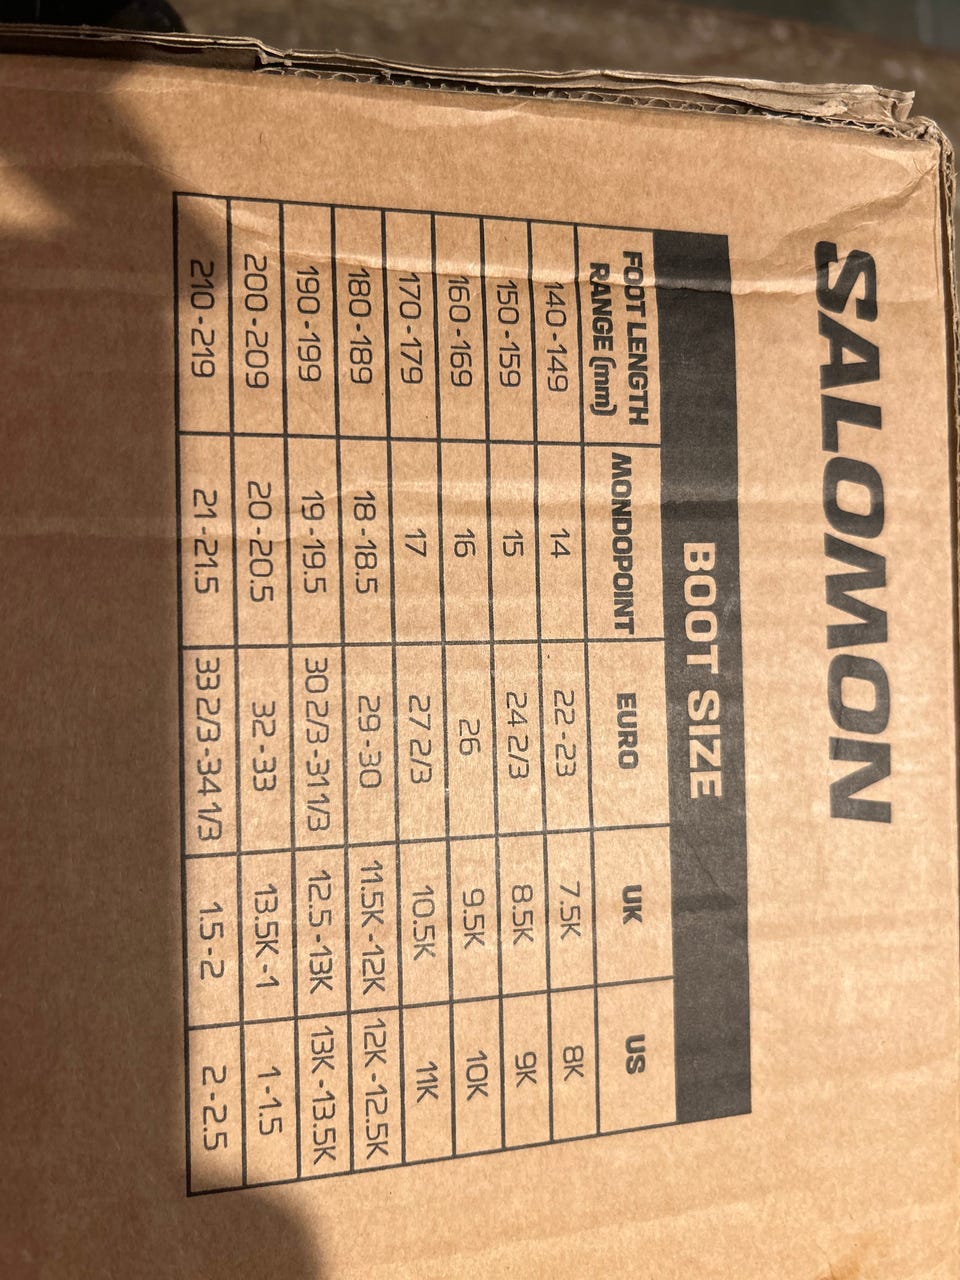 SALOMON
BOOT SIZE
FOOT LENGTH RANGE (mm) MONDOPOINT EURO UK US
140-149 14 22-23 7.5K 8K
150-159 15 24 2/3 8.5K 9K
160-169 16 26 9.5K 10K
170-179 17 27 2/3 10.5K 11K
180-189 18-18.5 29-30 11.5K-12K 12K-12.5K
190-199 19-19.5 30 2/3-31 1/3 12.5-13K 13K-13.5K
200-209 20-20.5 32-33 13.5K-1 1-1.5
210-219 21-21.5 33 2/3-34 1/3 1.5-2 2-2.5